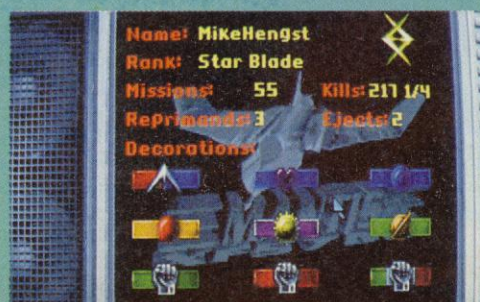 Name: MikeHengst
Rank: Star Blade
Missions: 55 Kills: 217 1/4
Reprimands: 3 Ejects: 2
Decorations: